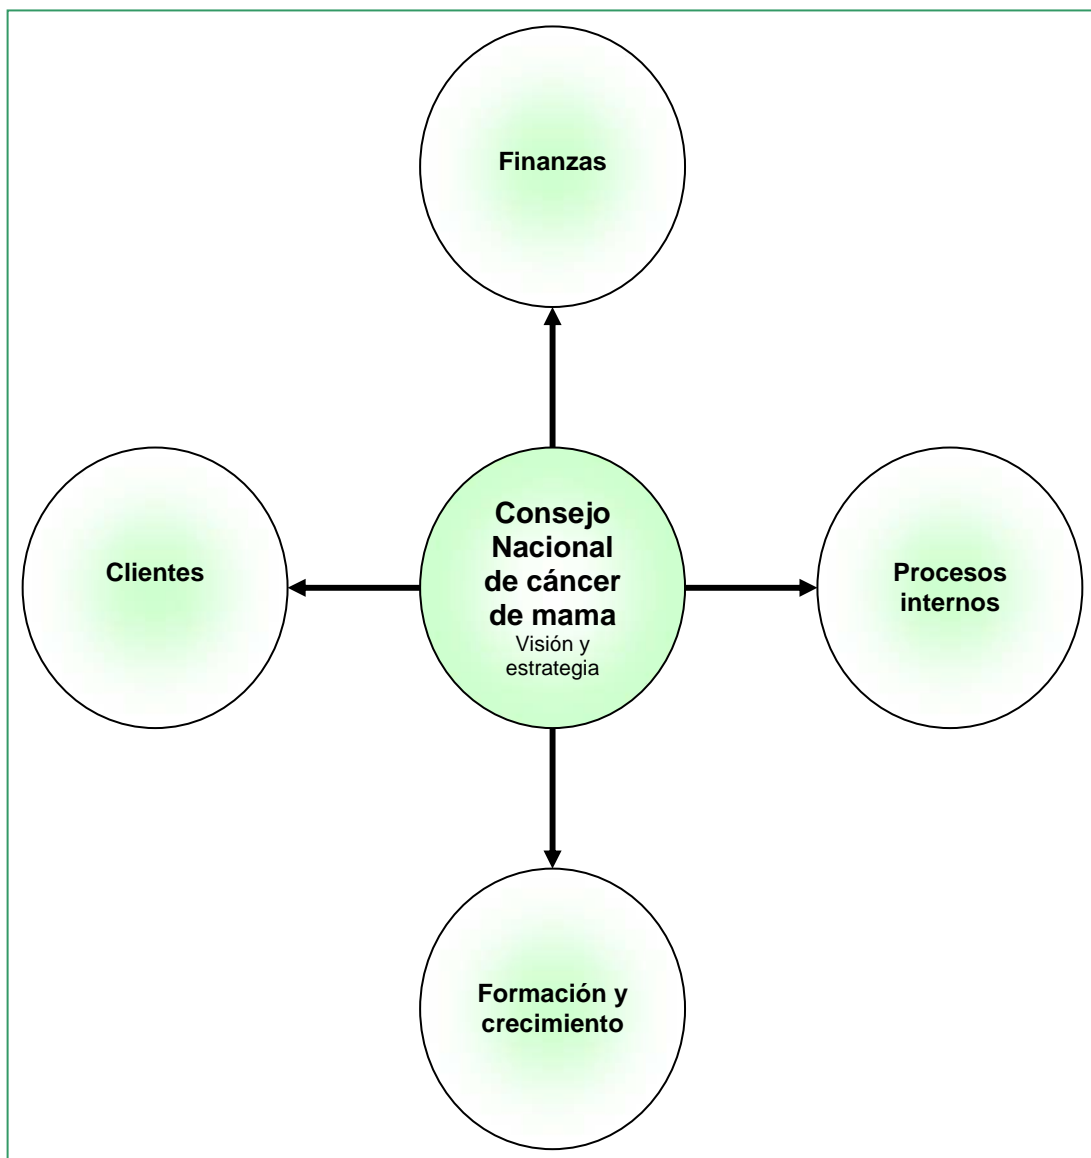 Finanzas
Clientes
Consejo
Nacional
de cáncer
de mama
Visión y
estrategia
Procesos
internos
Formación y
crecimiento